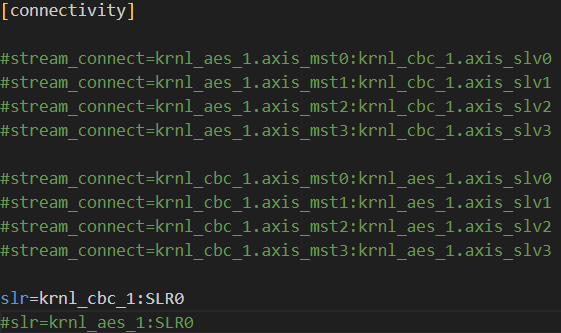 [connectivity]
#stream_connect=krnl_aes_1.axis_mst0:krnl_cbc_1.axis_slv0
#stream_connect=krnl_aes_1.axis_mst1:krnl_cbc_1.axis_slv1
#stream_connect=krnl_aes_1.axis_mst2:krnl_cbc_1.axis_slv2
#stream_connect=krnl_aes_1.axis_mst3:krnl_cbc_1.axis_slv3
#stream_connect=krnl_cbc_1.axis_mst0:krnl_aes_1.axis_slv0
#stream_connect=krnl_cbc_1.axis_mst1:krnl_aes_1.axis_slv1
#stream_connect=krnl_cbc_1.axis_mst2:krnl_aes_1.axis_slv2
#stream_connect=krnl_cbc_1.axis_mst3:krnl_aes_1.axis_slv3
slr=krnl_cbc_1:SLR0
#slr=krnl_aes_1:SLR0